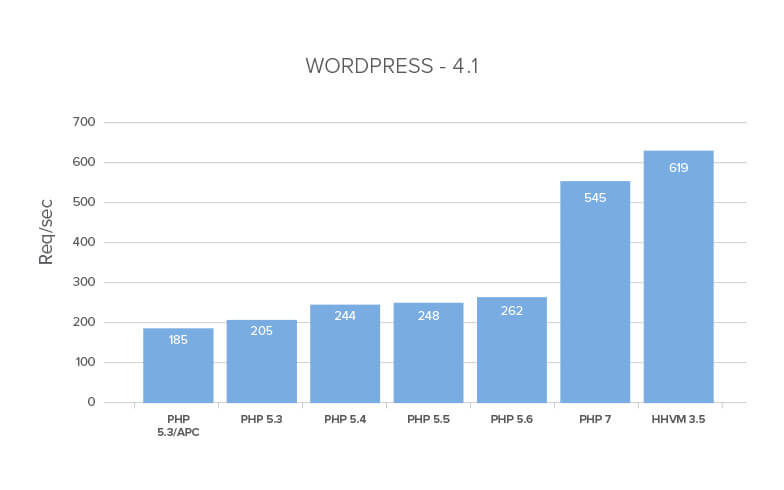 WORDPRESS - 4.1
Req/sec
700
600
500
400
300
200
100
0
185
205
244
248
262
545
619
PHP
5.3/APC
PHP 5.3
PHP 5.4
PHP 5.5
PHP 5.6
PHP 7
HHVM 3.5